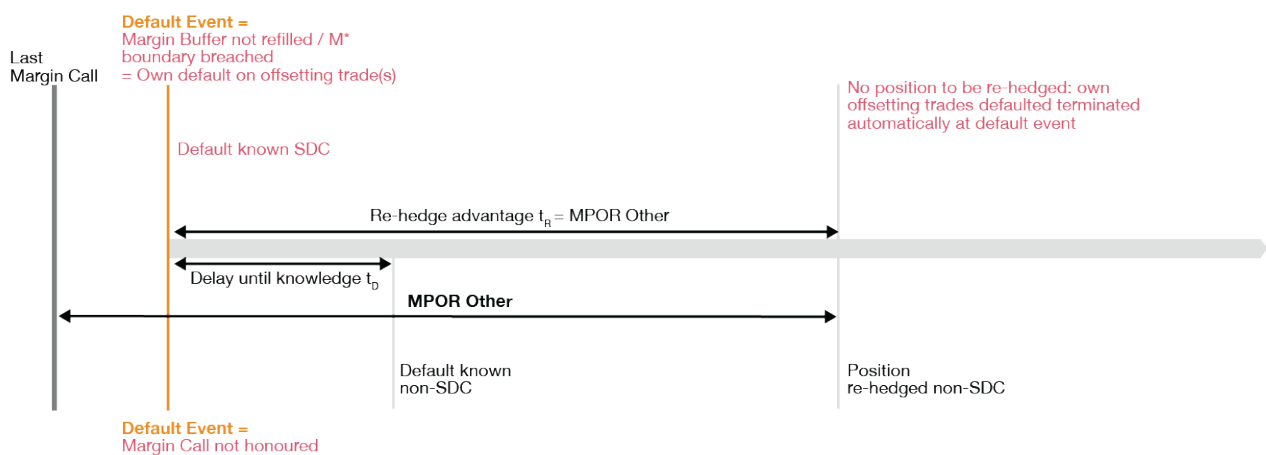 Default Event =
Margin Buffer not refilled / M*
boundary breached
= Own default on offsetting trade(s)
Last
Margin Call
No position to be re-hedged: own
offsetting trades defaulted terminated
automatically at default event
Default known SDC
Re-hedge advantage tR = MPOR Other
Delay until knowledge tD
MPOR Other
Default known
non-SDC
Position
re-hedged non-SDC
Default Event =
Margin Call not honoured